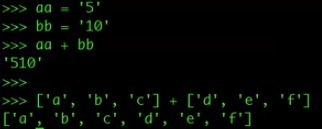 >>> aa = '5'
>>> bb = '10'
>>> aa + bb
'510'
>>>
>>> ['a', 'b', 'c'] + ['d', 'e', 'f']
['a', 'b', 'c', 'd', 'e', 'f']